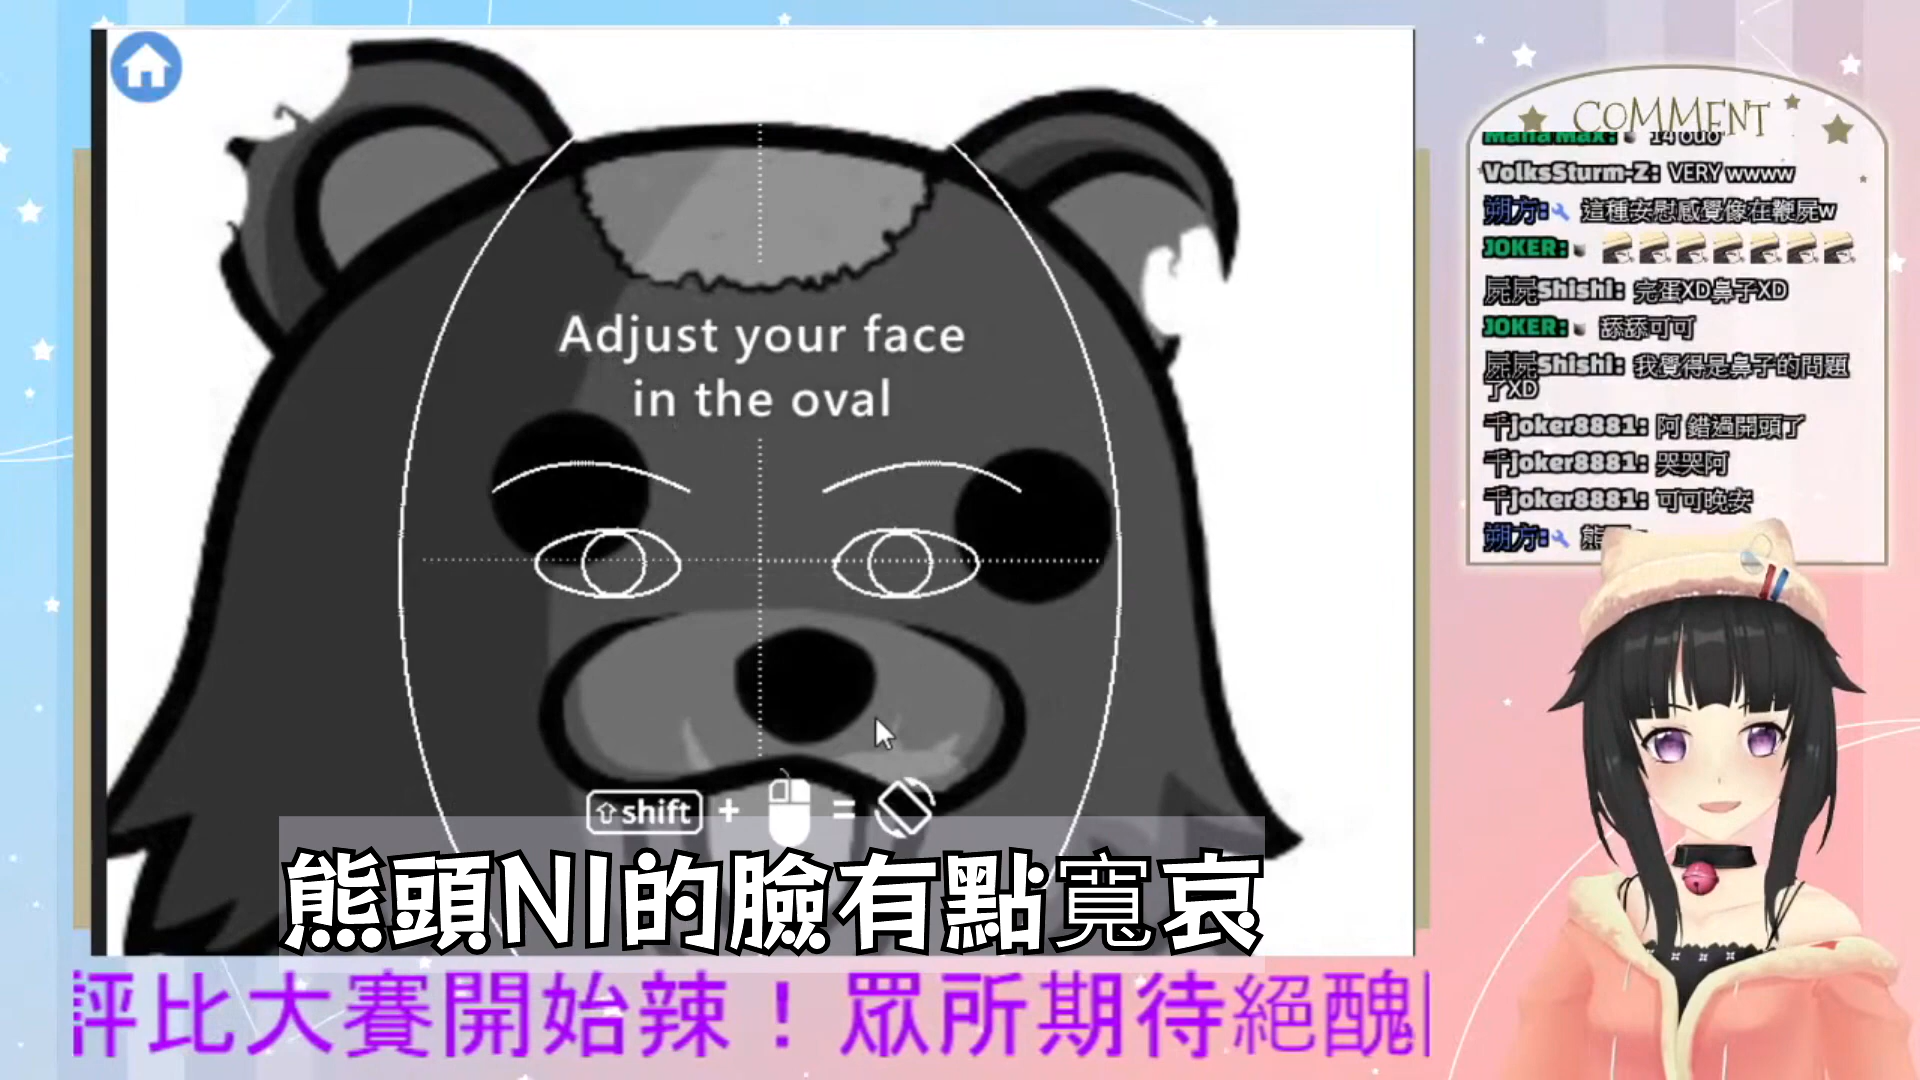 COMMENT
Mana Max: 14 ouo
VolksSturm-Z: VERY wwww
朔方: 這種安慰感覺像在鞭屍w
JOKER:
屍屍Shishi: 完蛋XD鼻子XD
JOKER: 舔舔可可
屍屍Shishi: 我覺得是鼻子的問題
了XD
千joker8881: 阿 錯過開頭了
千joker8881: 哭哭阿
千joker8881: 可可晚安
朔方: 熊
Adjust your face
in the oval
shift + =
熊頭NI的臉有點寬哀
評比大賽開始辣！眾所期待絕醜